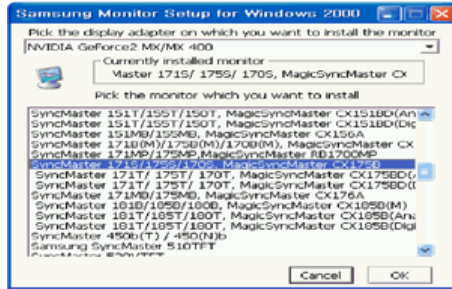 Samsung Monitor Setup for Windows 2000
Pick the display adapter on which you want to install the monitor
NVIDIA GeForce2 MX/MX 400
Currently installed monitor
Master 171S/ 175S/ 170S, MagicSyncMaster CX
Pick the monitor which you want to install
SyncMaster 151T/155T/150T, MagicSyncMaster CX151BD(An
SyncMaster 151T/155T/150T, MagicSyncMaster CX151BD(Dig
SyncMaster 151MB/155MB, MagicSyncMaster CX156A
SyncMaster 171B(M)/175B(M)/170B(M), MagicSyncMaster CX
SyncMaster 171MP/175MP,MagicSyncMaster RD1700MP
SyncMaster 171S/175S/170S, MagicSyncMaster CX175B
SyncMaster 171T/ 175T/ 170T, MagicSyncMaster CX175BD(
SyncMaster 171T/ 175T/ 170T, MagicSyncMaster CX175BD(
SyncMaster 171MB/175MB, MagicSyncMaster CX176A
SyncMaster 181B/185B/180B, MagicSyncMaster CX185B(M)
SyncMaster 181T/185T/180T, MagicSyncMaster CX185B(Ana
SyncMaster 181T/185T/180T, MagicSyncMaster CX185B(Digi
SyncMaster 450b(T) / 450(N)b
Samsung SyncMaster 510TFT
Cancel
OK